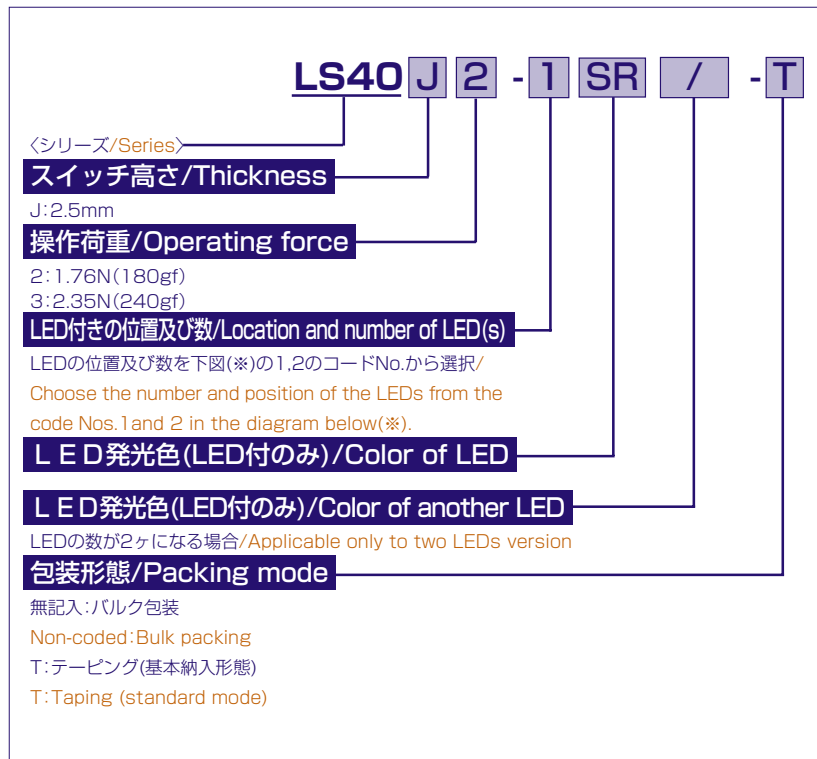 LS40 J 2 - 1 SR / - T
〈シリーズ/Series〉
スイッチ高さ/Thickness
J:2.5mm
操作荷重/Operating force
2:1.76N(180gf)
3:2.35N(240gf)
LED付きの位置及び数/Location and number of LED(s)
LEDの位置及び数を下図(※)の1,2のコードNo.から選択/
Choose the number and position of the LEDs from the
code Nos.1and 2 in the diagram below(※).
ＬＥＤ発光色(LED付のみ)/Color of LED
ＬＥＤ発光色(LED付のみ)/Color of another LED
LEDの数が2ヶになる場合/Applicable only to two LEDs version
包装形態/Packing mode
無記入:バルク包装
Non-coded:Bulk packing
T:テーピング(基本納入形態)
T:Taping (standard mode)